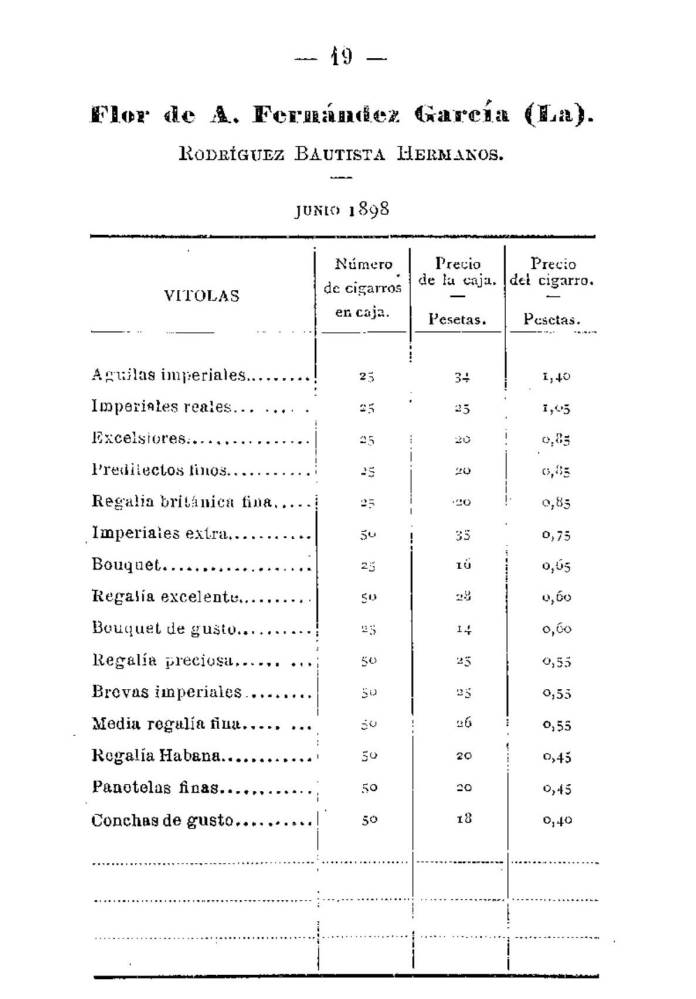 — 19 —
Flor de A. Fernández García (La).
RODRÍGUEZ BAUTISTA HERMANOS.
JUNIO 1898
VITOLAS | Número de cigarros en caja. | Precio de la caja. — Pesetas. | Precio del cigarro. — Pesetas.
Aguilas imperiales......... 25 34 1,40
Imperiales reales... ...... 25 25 1,05
Excelsiores................ 25 20 0,85
Predilectos finos........... 25 20 0,85
Regalia británica fina..... 25 20 0,85
Imperiales extra........... 50 35 0,75
Bouquet................... 25 16 0,65
Regalía excelente.......... 50 28 0,60
Bouquet de gusto.......... 25 14 0,60
Regalía preciosa...... ... 50 25 0,55
Brevas imperiales......... 50 25 0,55
Media regalía fina..... ... 50 26 0,55
Regalía Habana............ 50 20 0,45
Panetelas finas............ 50 20 0,45
Conchas de gusto.......... 50 18 0,40